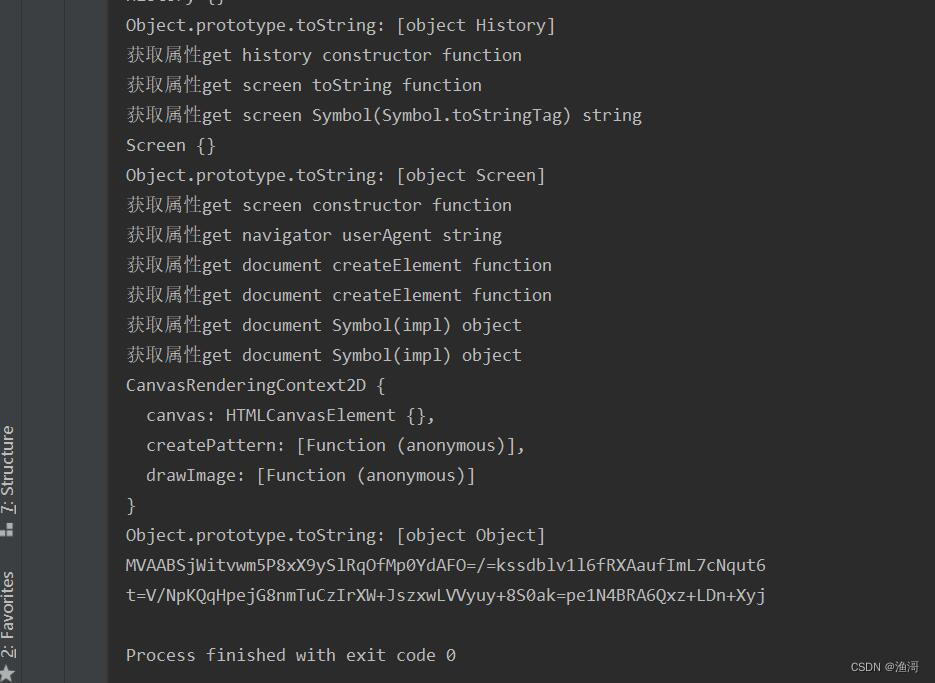 History {}
Object.prototype.toString: [object History]
获取属性get history constructor function
获取属性get screen toString function
获取属性get screen Symbol(Symbol.toStringTag) string
Screen {}
Object.prototype.toString: [object Screen]
获取属性get screen constructor function
获取属性get navigator userAgent string
获取属性get document createElement function
获取属性get document createElement function
获取属性get document Symbol(impl) object
获取属性get document Symbol(impl) object
CanvasRenderingContext2D {
  canvas: HTMLCanvasElement {},
  createPattern: [Function (anonymous)],
  drawImage: [Function (anonymous)]
}
Object.prototype.toString: [object Object]
MVAABSjWitvwm5P8xX9ySlRqOfMp0YdAFO=/=kssdblv1l6fRXAaufImL7cNqut6
t=V/NpKQqHpejG8nmTuCzIrXW+JszxwLVVyuy+8S0ak=pe1N4BRA6Qxz+LDn+Xyj
Process finished with exit code 0
7: Structure
2: Favorites
CSDN @渔滒